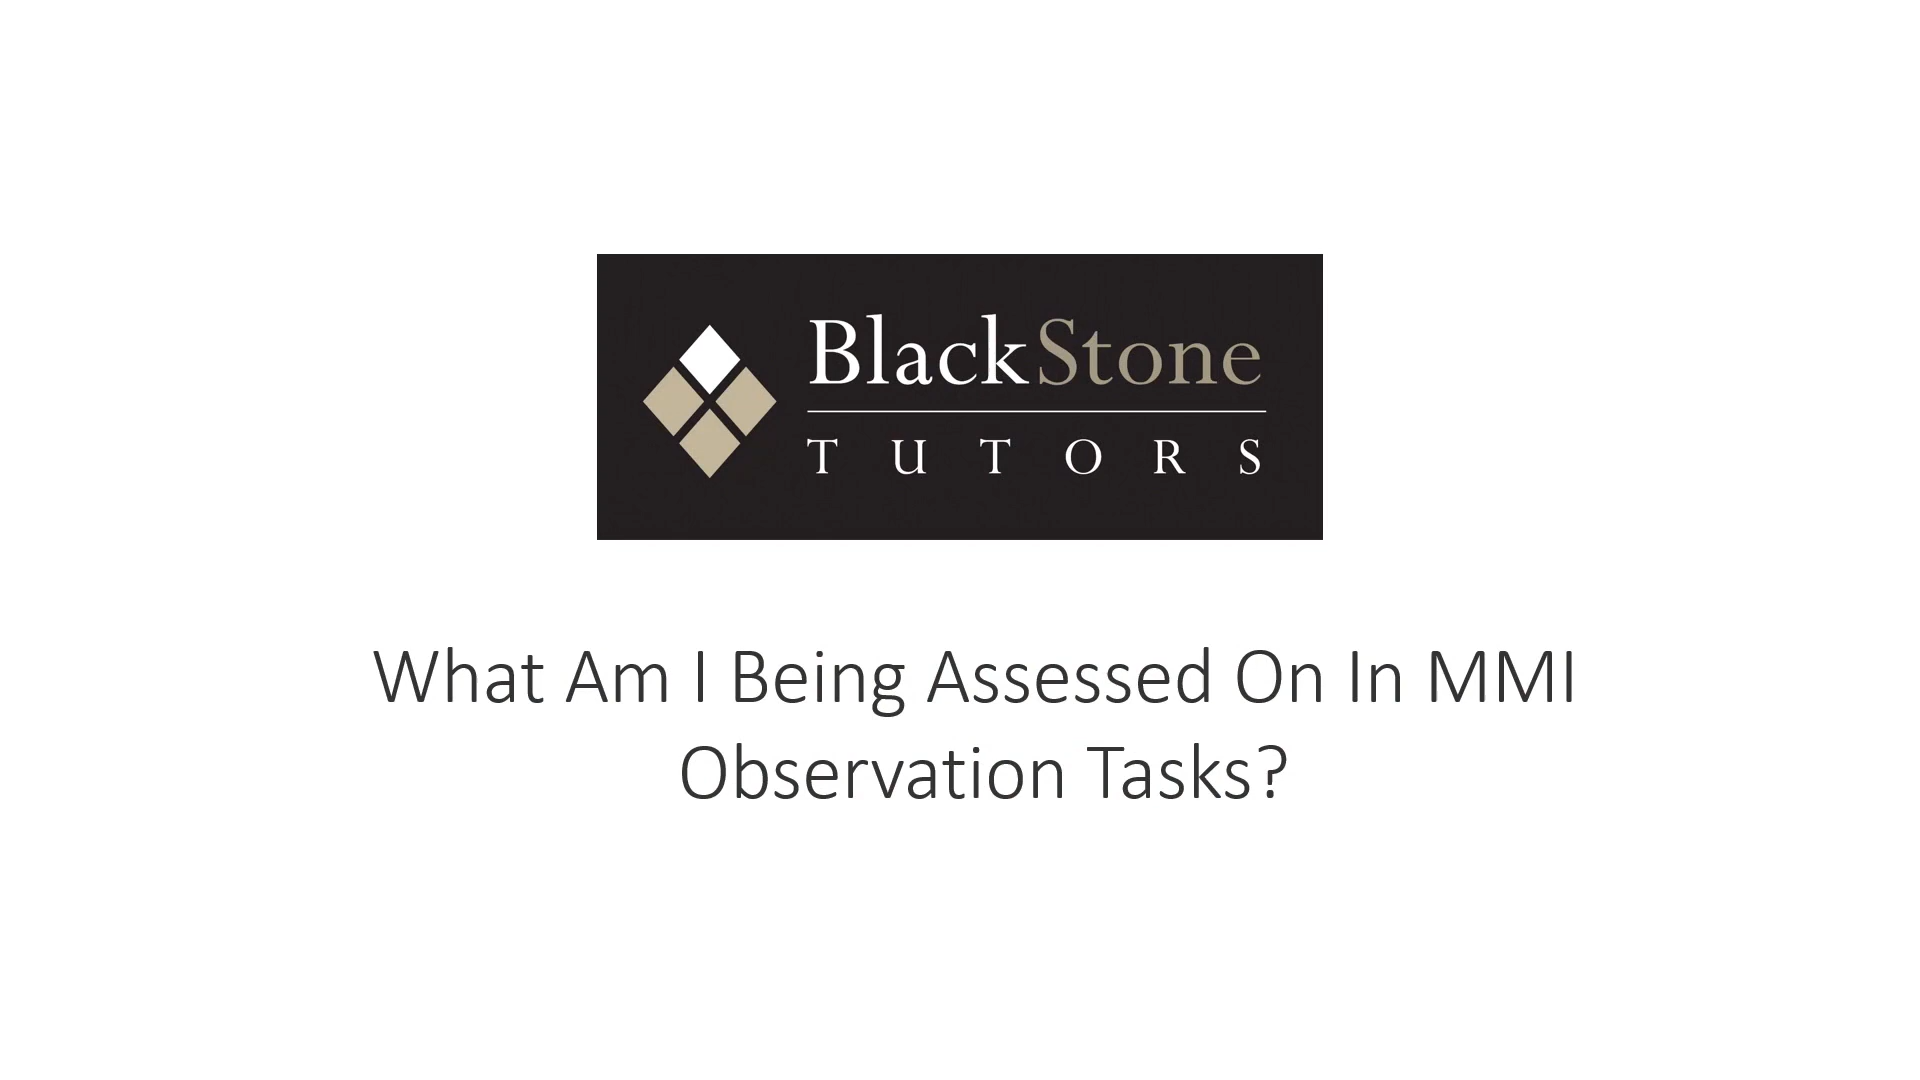 BlackStone
TUTORS
What Am I Being Assessed On In MMI
Observation Tasks?